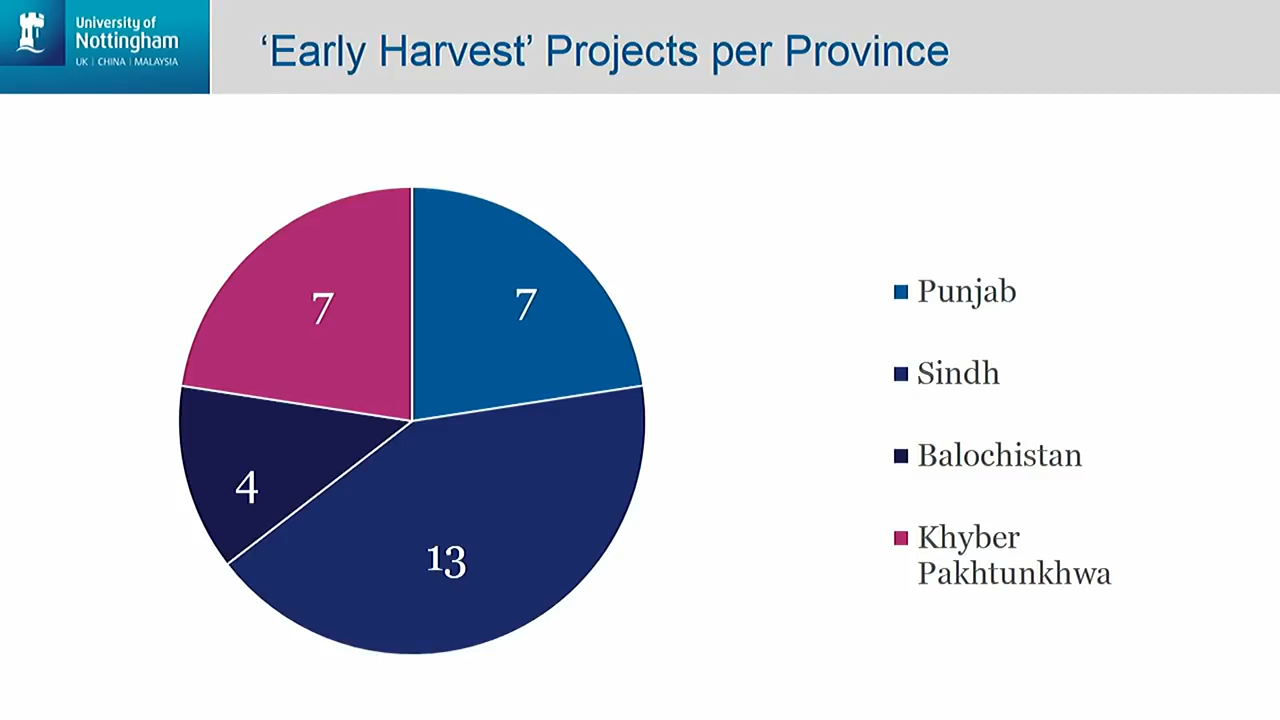 University of
Nottingham
UK | CHINA | MALAYSIA
‘Early Harvest’ Projects per Province
7
7
4
13
Punjab
Sindh
Balochistan
Khyber
Pakhtunkhwa